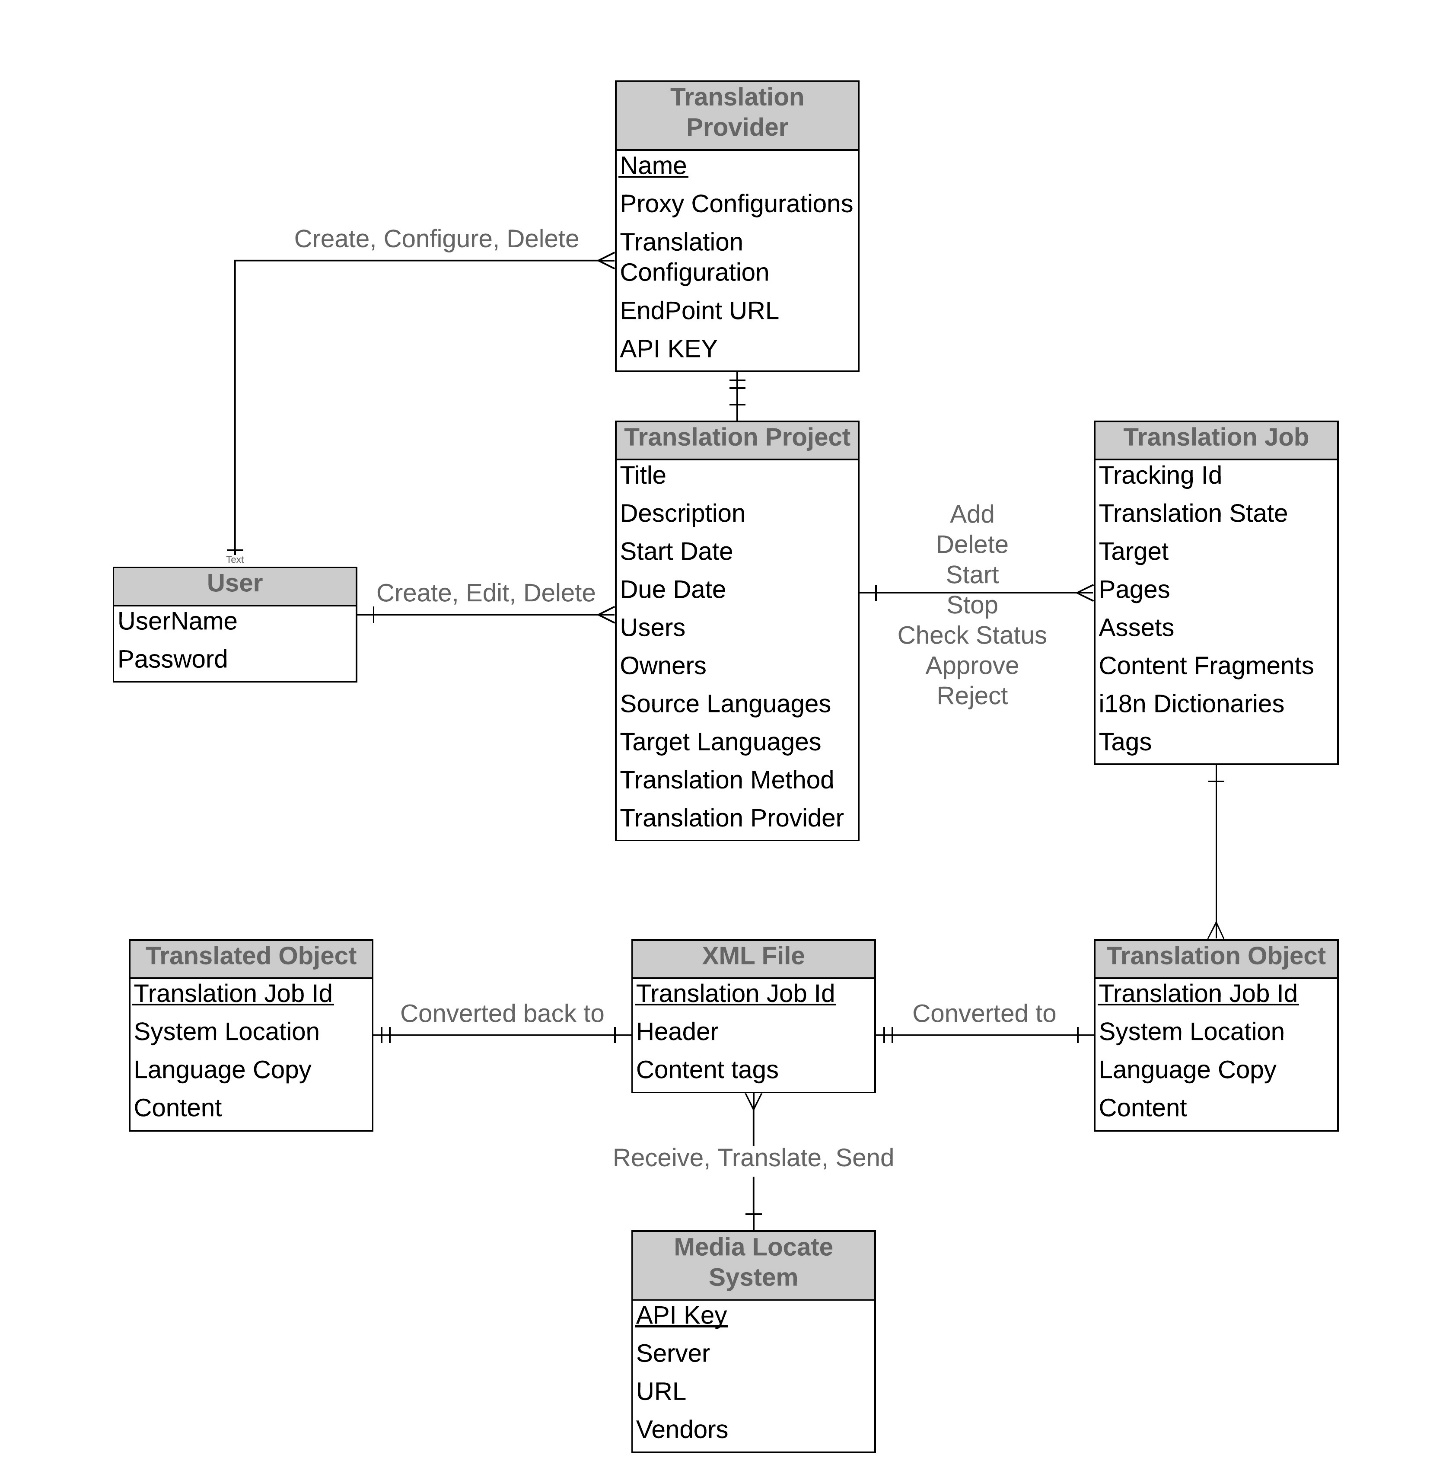 Translation
Provider
Name
Proxy Configurations
Translation
Configuration
EndPoint URL
API KEY
Create, Configure, Delete
Text
User
UserName
Password
Create, Edit, Delete
Translation Project
Title
Description
Start Date
Due Date
Users
Owners
Source Languages
Target Languages
Translation Method
Translation Provider
Add
Delete
Start
Stop
Check Status
Approve
Reject
Translation Job
Tracking Id
Translation State
Target
Pages
Assets
Content Fragments
i18n Dictionaries
Tags
Translated Object
Translation Job Id
System Location
Language Copy
Content
Converted back to
XML File
Translation Job Id
Header
Content tags
Converted to
Translation Object
Translation Job Id
System Location
Language Copy
Content
Receive, Translate, Send
Media Locate
System
API Key
Server
URL
Vendors